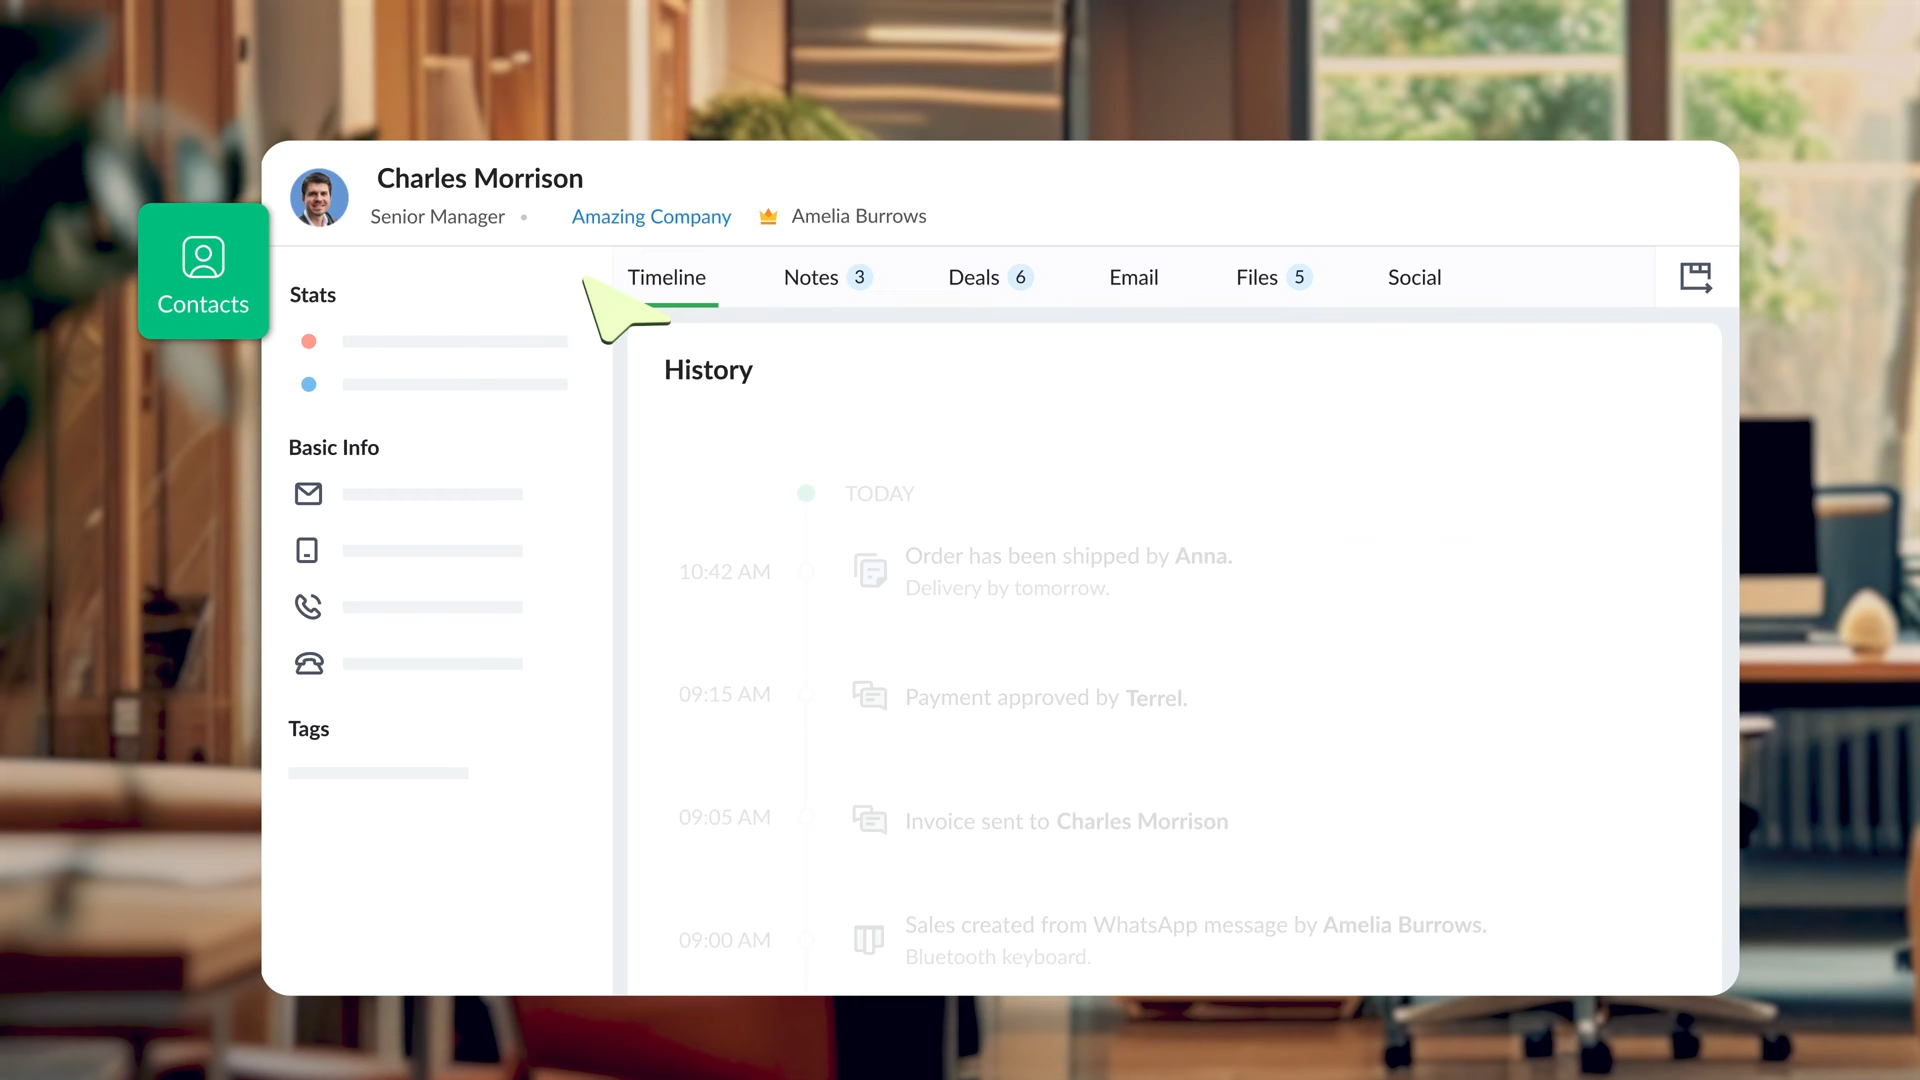 Charles Morrison
Senior Manager • Amazing Company Amelia Burrows
Contacts
Timeline Notes 3 Deals 6 Email Files 5 Social
Stats
Basic Info
Tags
History
TODAY
10:42 AM Order has been shipped by Anna.
Delivery by tomorrow.
09:15 AM Payment approved by Terrel.
09:05 AM Invoice sent to Charles Morrison
09:00 AM Sales created from WhatsApp message by Amelia Burrows.
Bluetooth keyboard.